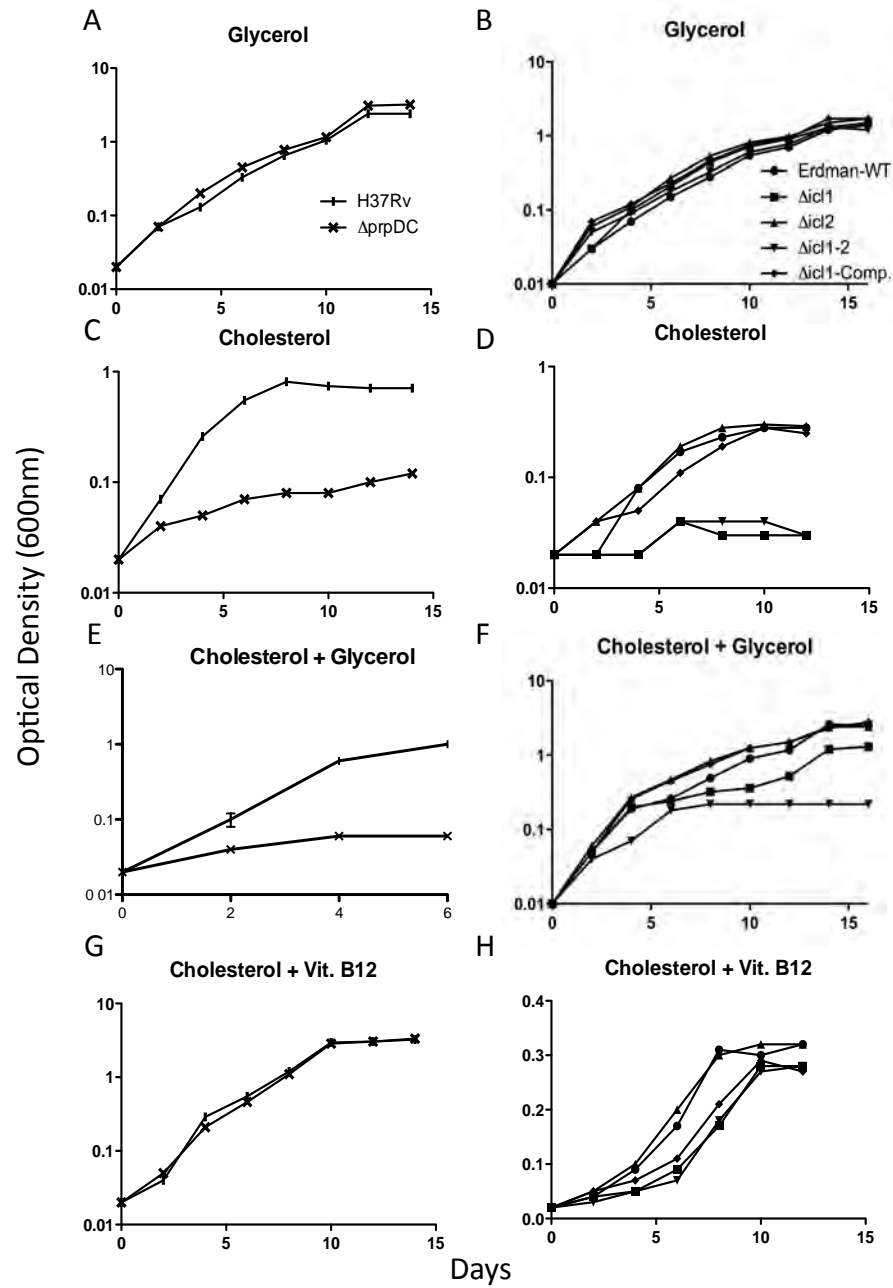 A
Glycerol
10
1
0.1
0.01
0
5
10
15
H37Rv
ΔprpDC
B
Glycerol
10
1
0.1
0.01
0
5
10
15
Erdman-WT
Δicl1
Δicl2
Δicl1-2
Δicl1-Comp.
C
Cholesterol
1
0.1
0.01
0
5
10
15
D
Cholesterol
1
0.1
0.01
0
5
10
15
E
Cholesterol + Glycerol
10
1
0.1
0 01
0
2
4
6
F
Cholesterol + Glycerol
10
1
0.1
0.01
0
5
10
15
G
Cholesterol + Vit. B12
10
1
0.1
0.01
0
5
10
15
H
Cholesterol + Vit. B12
0.4
0.3
0.2
0.1
0.0
0
5
10
15
Optical Density (600nm)
Days